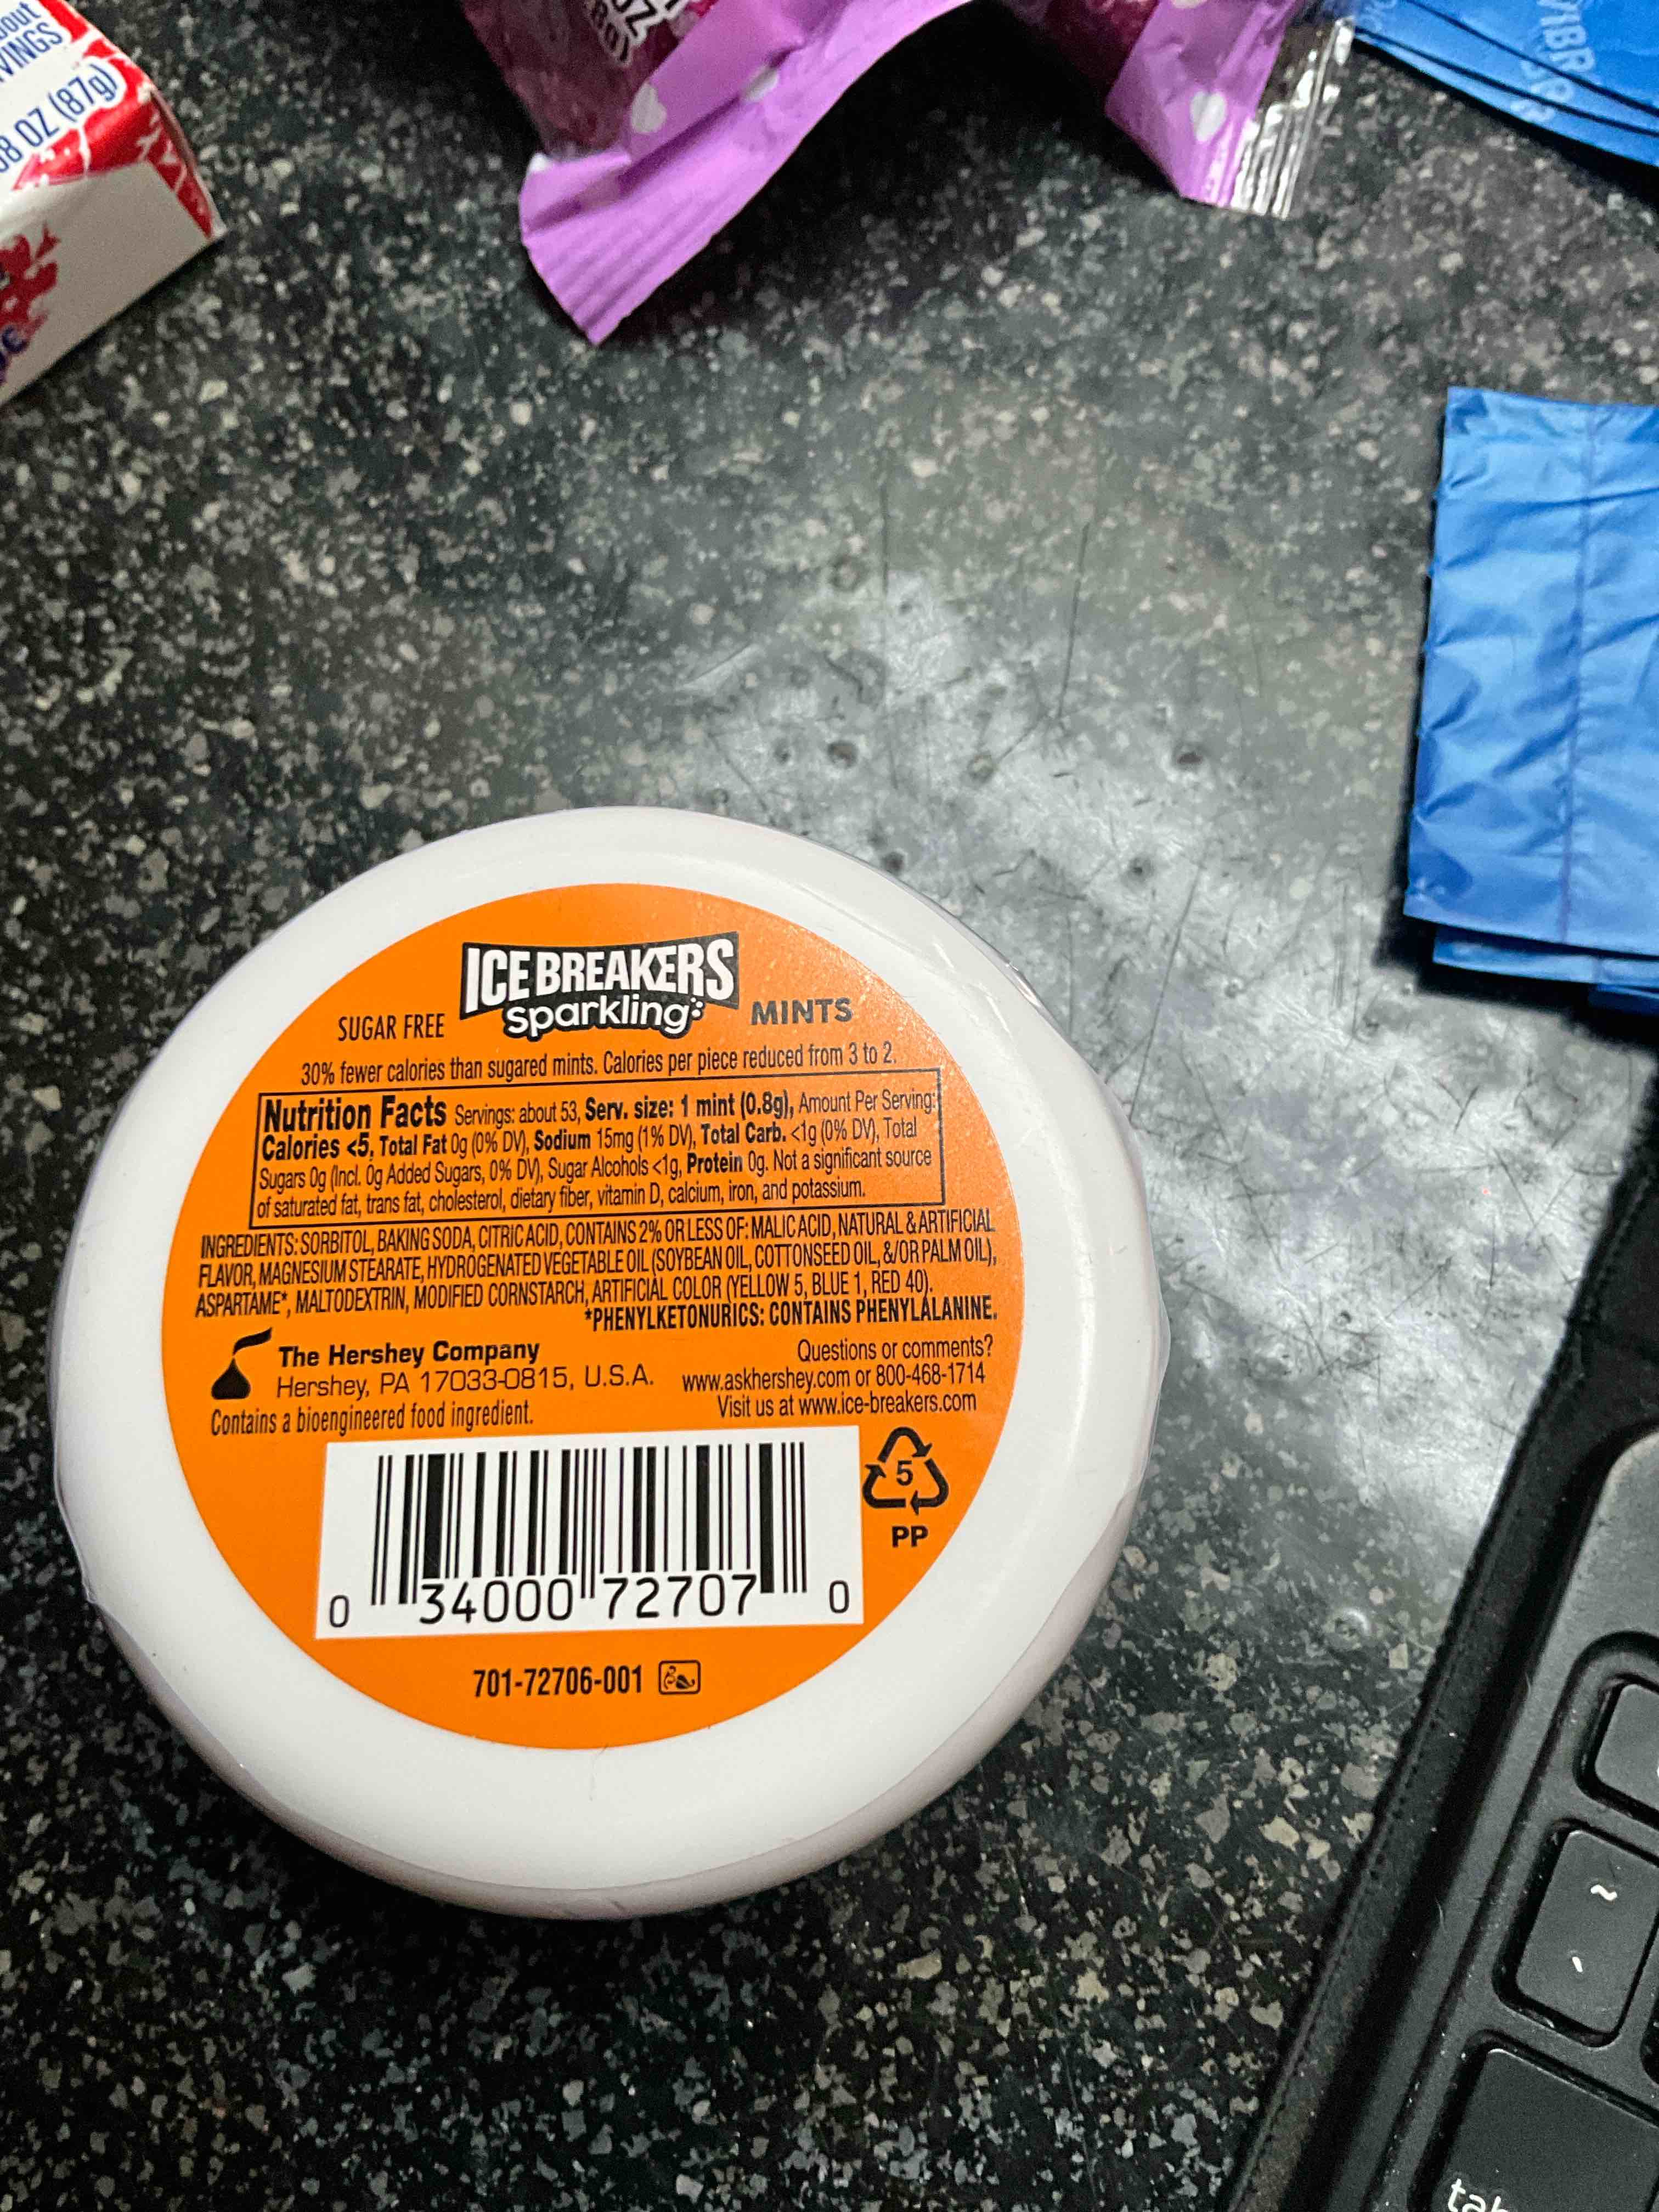 VINGS
8 OZ (87g)
OZ
ICE BREAKERS
sparkling
SUGAR FREE
MINTS
30% fewer calories than sugared mints. Calories per piece reduced from 3 to 2.
Nutrition Facts Servings: about 53, Serv. size: 1 mint (0.8g), Amount Per Serving:
Calories <5, Total Fat 0g (0% DV), Sodium 15mg (1% DV), Total Carb. <1g (0% DV), Total
Sugars 0g (Incl. 0g Added Sugars, 0% DV), Sugar Alcohols <1g, Protein 0g. Not a significant source
of saturated fat, trans fat, cholesterol, dietary fiber, vitamin D, calcium, iron, and potassium.
INGREDIENTS: SORBITOL, BAKING SODA, CITRIC ACID, CONTAINS 2% OR LESS OF: MALIC ACID, NATURAL & ARTIFICIAL
FLAVOR, MAGNESIUM STEARATE, HYDROGENATED VEGETABLE OIL (SOYBEAN OIL, COTTONSEED OIL, &/OR PALM OIL),
ASPARTAME*, MALTODEXTRIN, MODIFIED CORNSTARCH, ARTIFICIAL COLOR (YELLOW 5, BLUE 1, RED 40).
*PHENYLKETONURICS: CONTAINS PHENYLALANINE.
The Hershey Company
Hershey, PA 17033-0815, U.S.A.
Contains a bioengineered food ingredient.
Questions or comments?
www.askhershey.com or 800-468-1714
Visit us at www.ice-breakers.com
5
PP
0 34000 72707 0
701-72706-001
~
tab